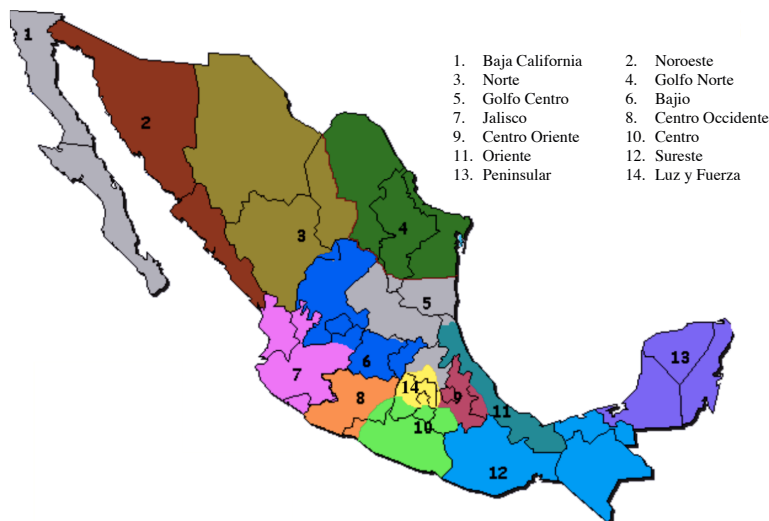 1. Baja California 2. Noroeste
3. Norte 4. Golfo Norte
5. Golfo Centro 6. Bajio
7. Jalisco 8. Centro Occidente
9. Centro Oriente 10. Centro
11. Oriente 12. Sureste
13. Peninsular 14. Luz y Fuerza
1
2
3
4
5
6
7
8
14
9
10
11
12
13